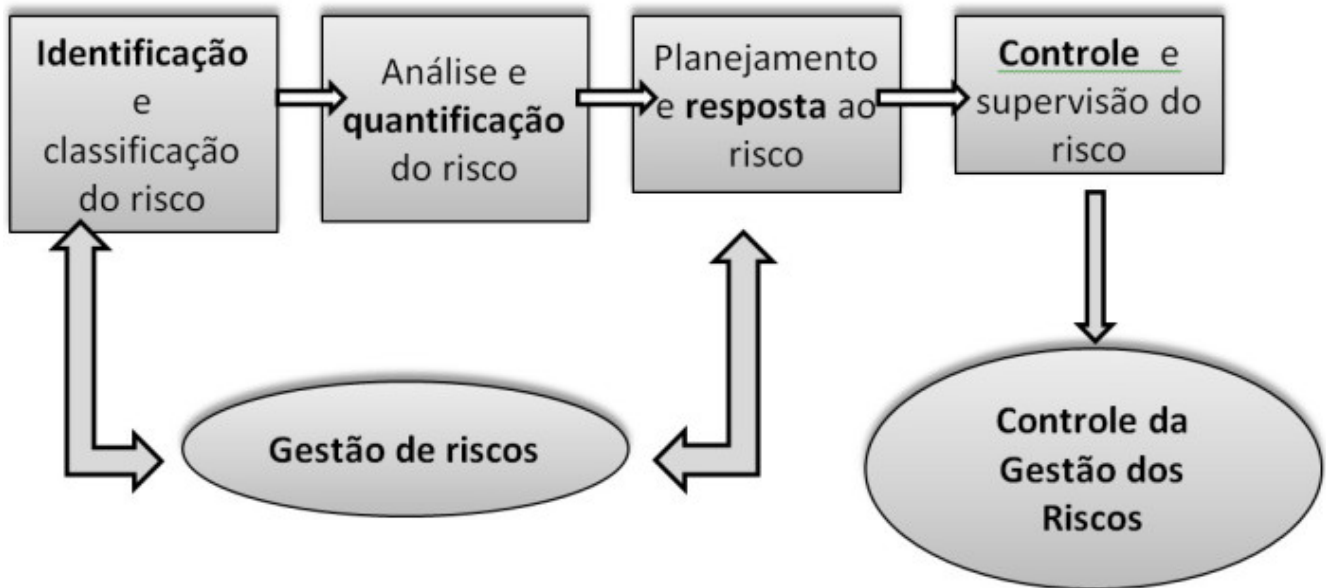 Identificação
e
classificação
do risco
Análise e
quantificação
do risco
Planejamento
e resposta ao
risco
Controle e
supervisão do
risco
Gestão de riscos
Controle da
Gestão dos
Riscos